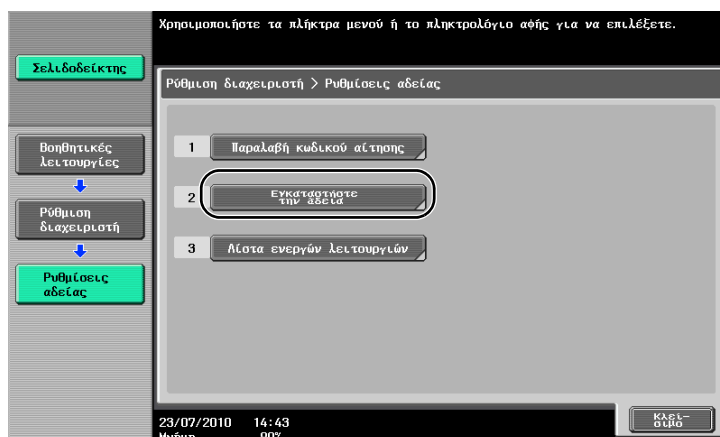 Χρησιμοποιήστε τα πλήκτρα μενού ή το πληκτρολόγιο αφής για να επιλέξετε.
Σελιδοδείκτης
Ρύθμιση διαχειριστή > Ρυθμίσεις αδείας
Βοηθητικές
λειτουργίες
Ρύθμιση
διαχειριστή
Ρυθμίσεις
αδείας
1 Παραλαβή κωδικού αίτησης
2 Εγκαταστήστε
την άδεια
3 Λίστα ενεργών λειτουργιών
23/07/2010 14:43
Μνήμη 99%
Κλεί-
σιμο